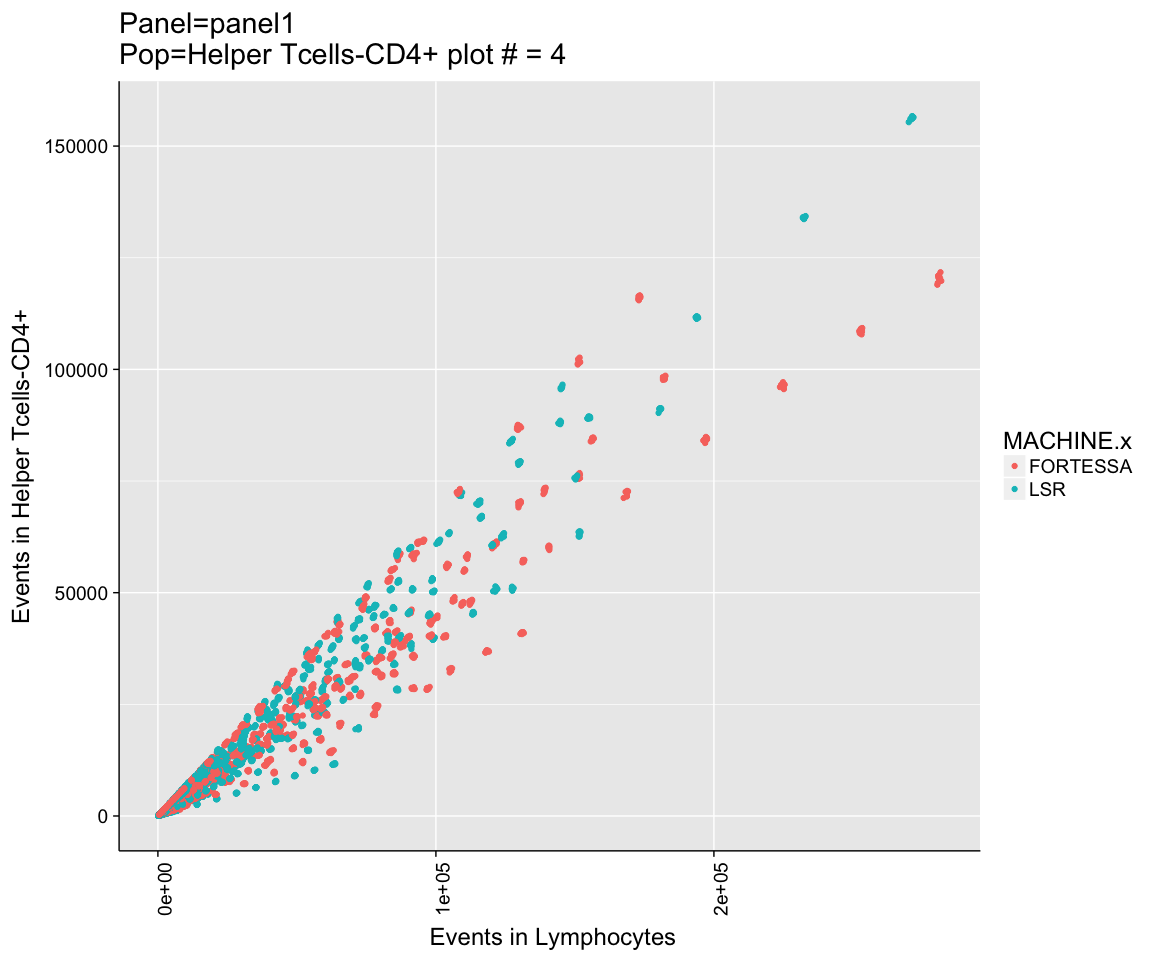 Panel=panel1
Pop=Helper Tcells-CD4+ plot # = 4
150000
100000
50000
0
Events in Helper Tcells-CD4+
0e+00
1e+05
2e+05
Events in Lymphocytes
MACHINE.x
FORTESSA
LSR